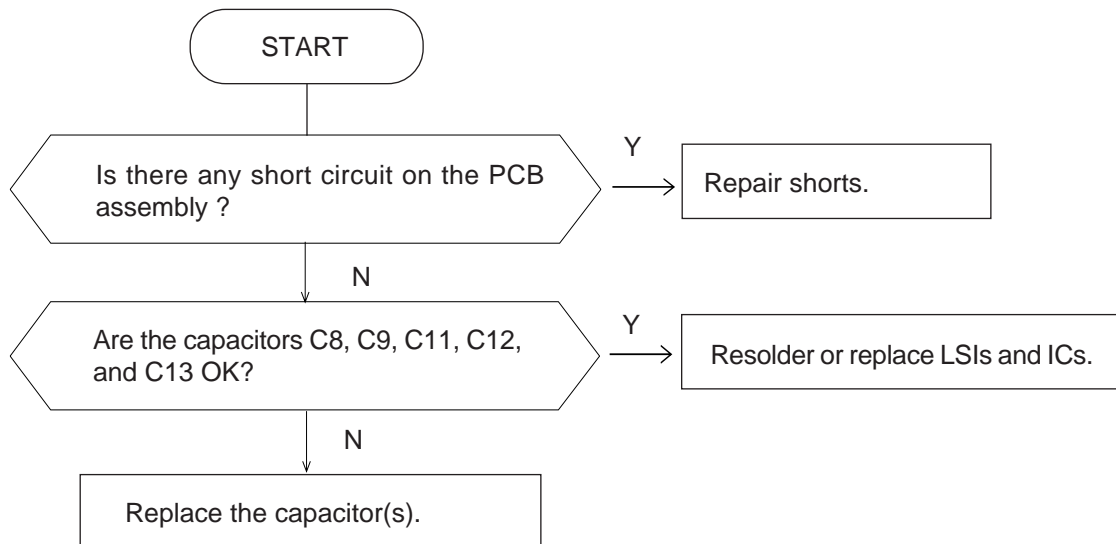 START
Is there any short circuit on the PCB
assembly ?
Y
Repair shorts.
N
Are the capacitors C8, C9, C11, C12,
and C13 OK?
Y
Resolder or replace LSIs and ICs.
N
Replace the capacitor(s).